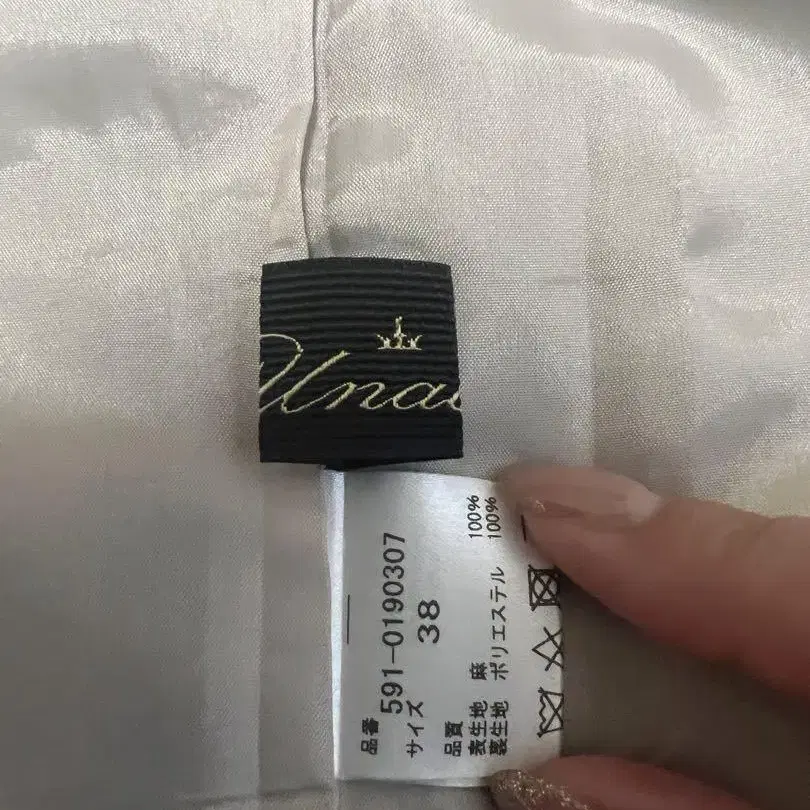 Unai
品番
591-0190307
サイズ
38
品質
表生地 麻 100%
裏生地 ポリエステル 100%